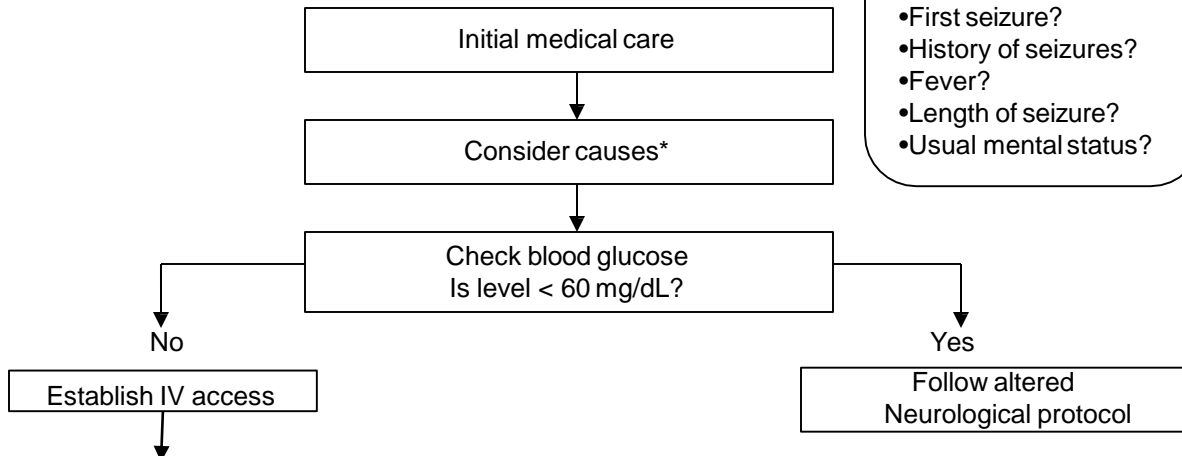 Initial medical care
•First seizure?
•History of seizures?
•Fever?
•Length of seizure?
•Usual mental status?
Consider causes*
Check blood glucose
Is level < 60 mg/dL?
No
Yes
Establish IV access
Follow altered
Neurological protocol